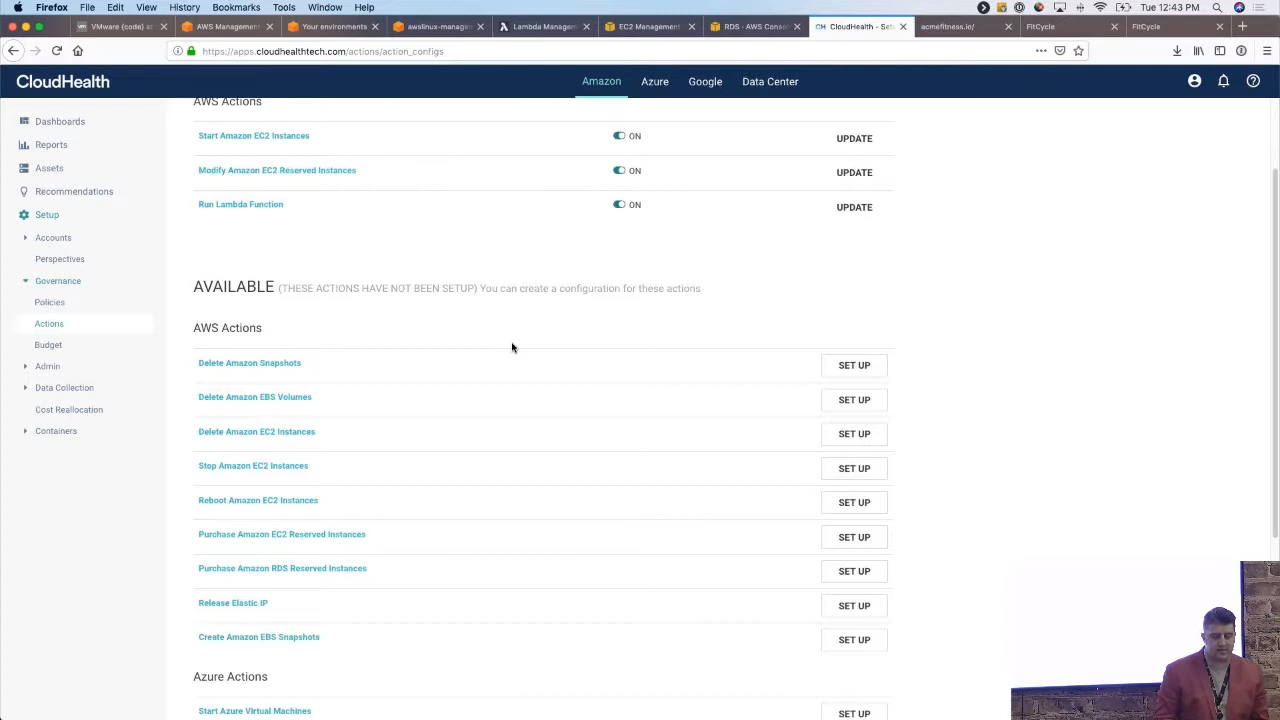 Firefox File Edit View History Bookmarks Tools Window Help Tue 12:43 PM
VMware {code} at AWS Management Your environments awslinux-manage Lambda Manager EC2 Management RDS · AWS Conso CloudHealth - Setu acmefitness.io/ FitCycle FitCycle
https://apps.cloudhealthtech.com/actions/action_configs
CloudHealth Amazon Azure Google Data Center
Dashboards
Reports
Assets
Recommendations
Setup
Accounts
Perspectives
Governance
Policies
Actions
Budget
Admin
Data Collection
Cost Reallocation
Containers
AWS Actions
Start Amazon EC2 Instances ON UPDATE
Modify Amazon EC2 Reserved Instances ON UPDATE
Run Lambda Function ON UPDATE
AVAILABLE (THESE ACTIONS HAVE NOT BEEN SETUP) You can create a configuration for these actions
AWS Actions
Delete Amazon Snapshots SET UP
Delete Amazon EBS Volumes SET UP
Delete Amazon EC2 Instances SET UP
Stop Amazon EC2 Instances SET UP
Reboot Amazon EC2 Instances SET UP
Purchase Amazon EC2 Reserved Instances SET UP
Purchase Amazon RDS Reserved Instances SET UP
Release Elastic IP SET UP
Create Amazon EBS Snapshots SET UP
Azure Actions
Start Azure Virtual Machines SET UP